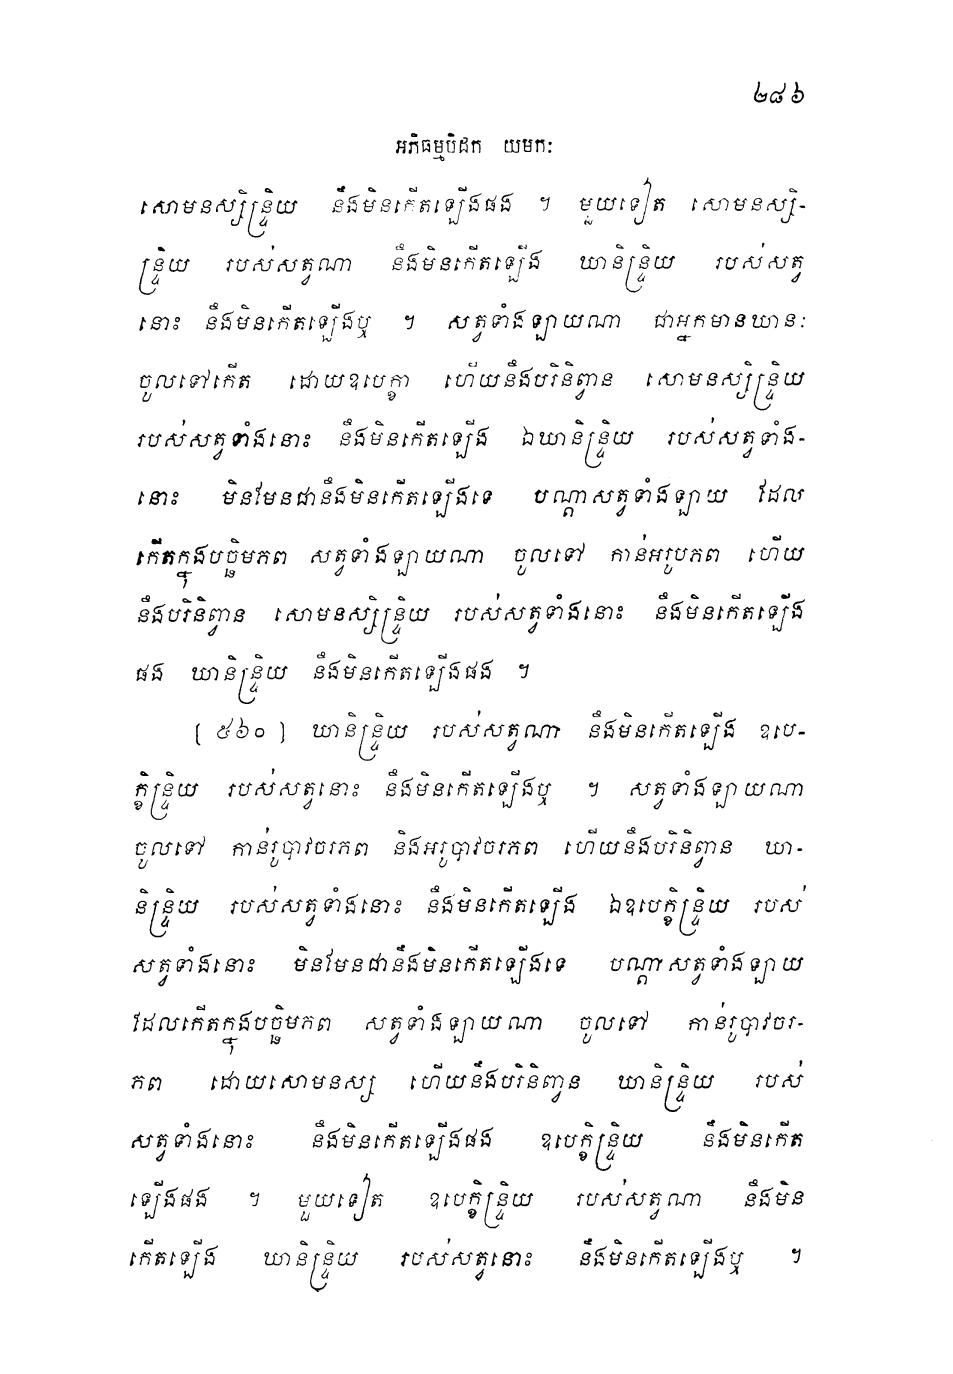 ២៨៦
អភិធម្មបិដក យមកៈ
សោមនស្សិន្ទ្រិយ នឹងមិនកើតឡើងផង ។ មួយទៀត សោមនស្សិ-
ន្ទ្រិយ របស់សត្វណា នឹងមិនកើតឡើង ឃានិន្ទ្រិយ របស់សត្វ
នោះ នឹងមិនកើតឡើងឬ ។ សត្វទាំងឡាយណា ជាអ្នកមានឃានៈ
ចូលទៅកើត ដោយឧបេក្ខា ហើយនឹងបរិនិព្វាន សោមនស្សិន្ទ្រិយ
របស់សត្វទាំងនោះ នឹងមិនកើតឡើង ឯឃានិន្ទ្រិយ របស់សត្វទាំង-
នោះ មិនមែនជានឹងមិនកើតឡើងទេ បណ្តាសត្វទាំងឡាយ ដែល
កើតក្នុងបច្ឆិមភព សត្វទាំងឡាយណា ចូលទៅ កាន់អរូបភព ហើយ
នឹងបរិនិព្វាន សោមនស្សិន្ទ្រិយ របស់សត្វទាំងនោះ នឹងមិនកើតឡើង
ផង ឃានិន្ទ្រិយ នឹងមិនកើតឡើងផង ។
[ ៥៦០ ] ឃានិន្ទ្រិយ របស់សត្វណា នឹងមិនកើតឡើង ឧបេ-
ក្ខិន្ទ្រិយ របស់សត្វនោះ នឹងមិនកើតឡើងឬ ។ សត្វទាំងឡាយណា
ចូលទៅ កាន់រូបាវចរភព និងអរូបាវចរភព ហើយនឹងបរិនិព្វាន ឃា-
និន្ទ្រិយ របស់សត្វទាំងនោះ នឹងមិនកើតឡើង ឯឧបេក្ខិន្ទ្រិយ របស់
សត្វទាំងនោះ មិនមែនជានឹងមិនកើតឡើងទេ បណ្តាសត្វទាំងឡាយ
ដែលកើតក្នុងបច្ឆិមភព សត្វទាំងឡាយណា ចូលទៅ កាន់រូបាវចរ-
ភព ដោយសោមនស្ស ហើយនឹងបរិនិព្វាន ឃានិន្ទ្រិយ របស់
សត្វទាំងនោះ នឹងមិនកើតឡើងផង ឧបេក្ខិន្ទ្រិយ នឹងមិនកើត
ឡើងផង ។ មួយទៀត ឧបេក្ខិន្ទ្រិយ របស់សត្វណា នឹងមិន
កើតឡើង ឃានិន្ទ្រិយ របស់សត្វនោះ នឹងមិនកើតឡើងឬ ។